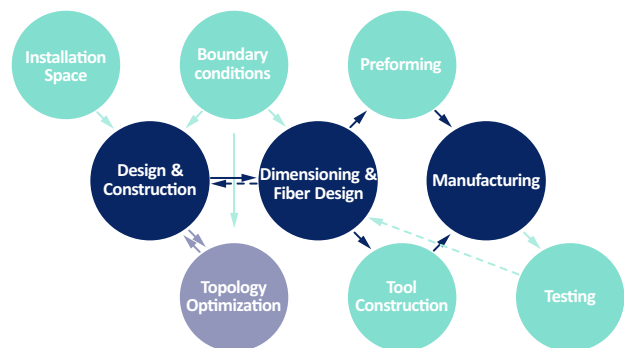 Installation
Space
Boundary
conditions
Preforming
Design &
Construction
Dimensioning &
Fiber Design
Manufacturing
Topology
Optimization
Tool
Construction
Testing